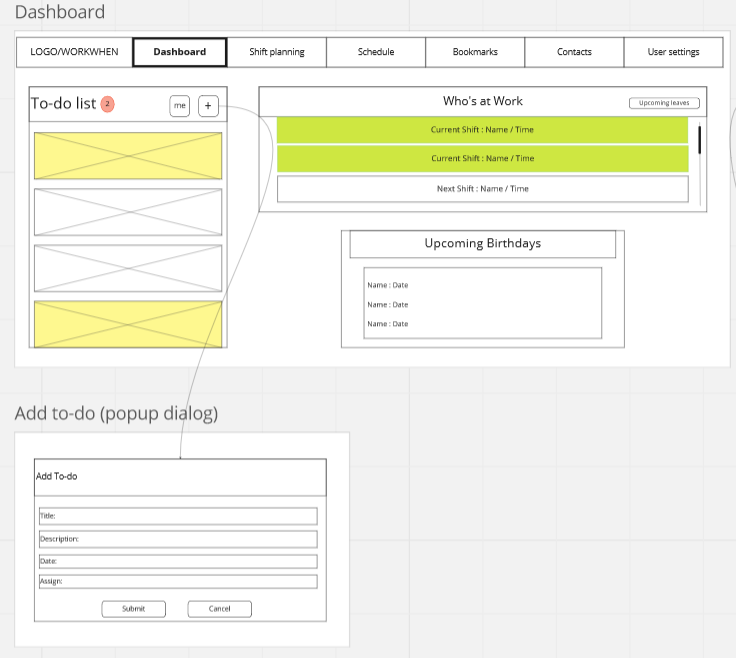 Dashboard
LOGO/WORKWHEN Dashboard Shift planning Schedule Bookmarks Contacts User settings
To-do list 2 me +
Who's at Work Upcoming leaves
Current Shift : Name / Time
Current Shift : Name / Time
Next Shift : Name / Time
Upcoming Birthdays
Name : Date
Name : Date
Name : Date
Add to-do (popup dialog)
Add To-do
Title:
Description:
Date:
Assign:
Submit Cancel